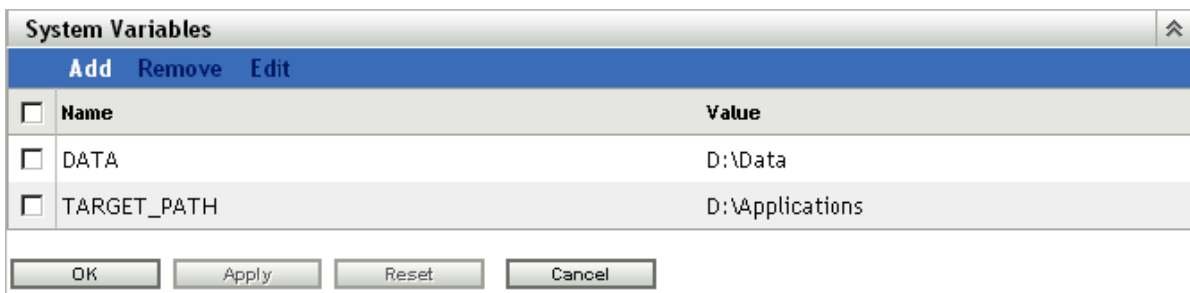 System Variables
Add Remove Edit
Name Value
DATA D:\Data
TARGET_PATH D:\Applications
OK Apply Reset Cancel